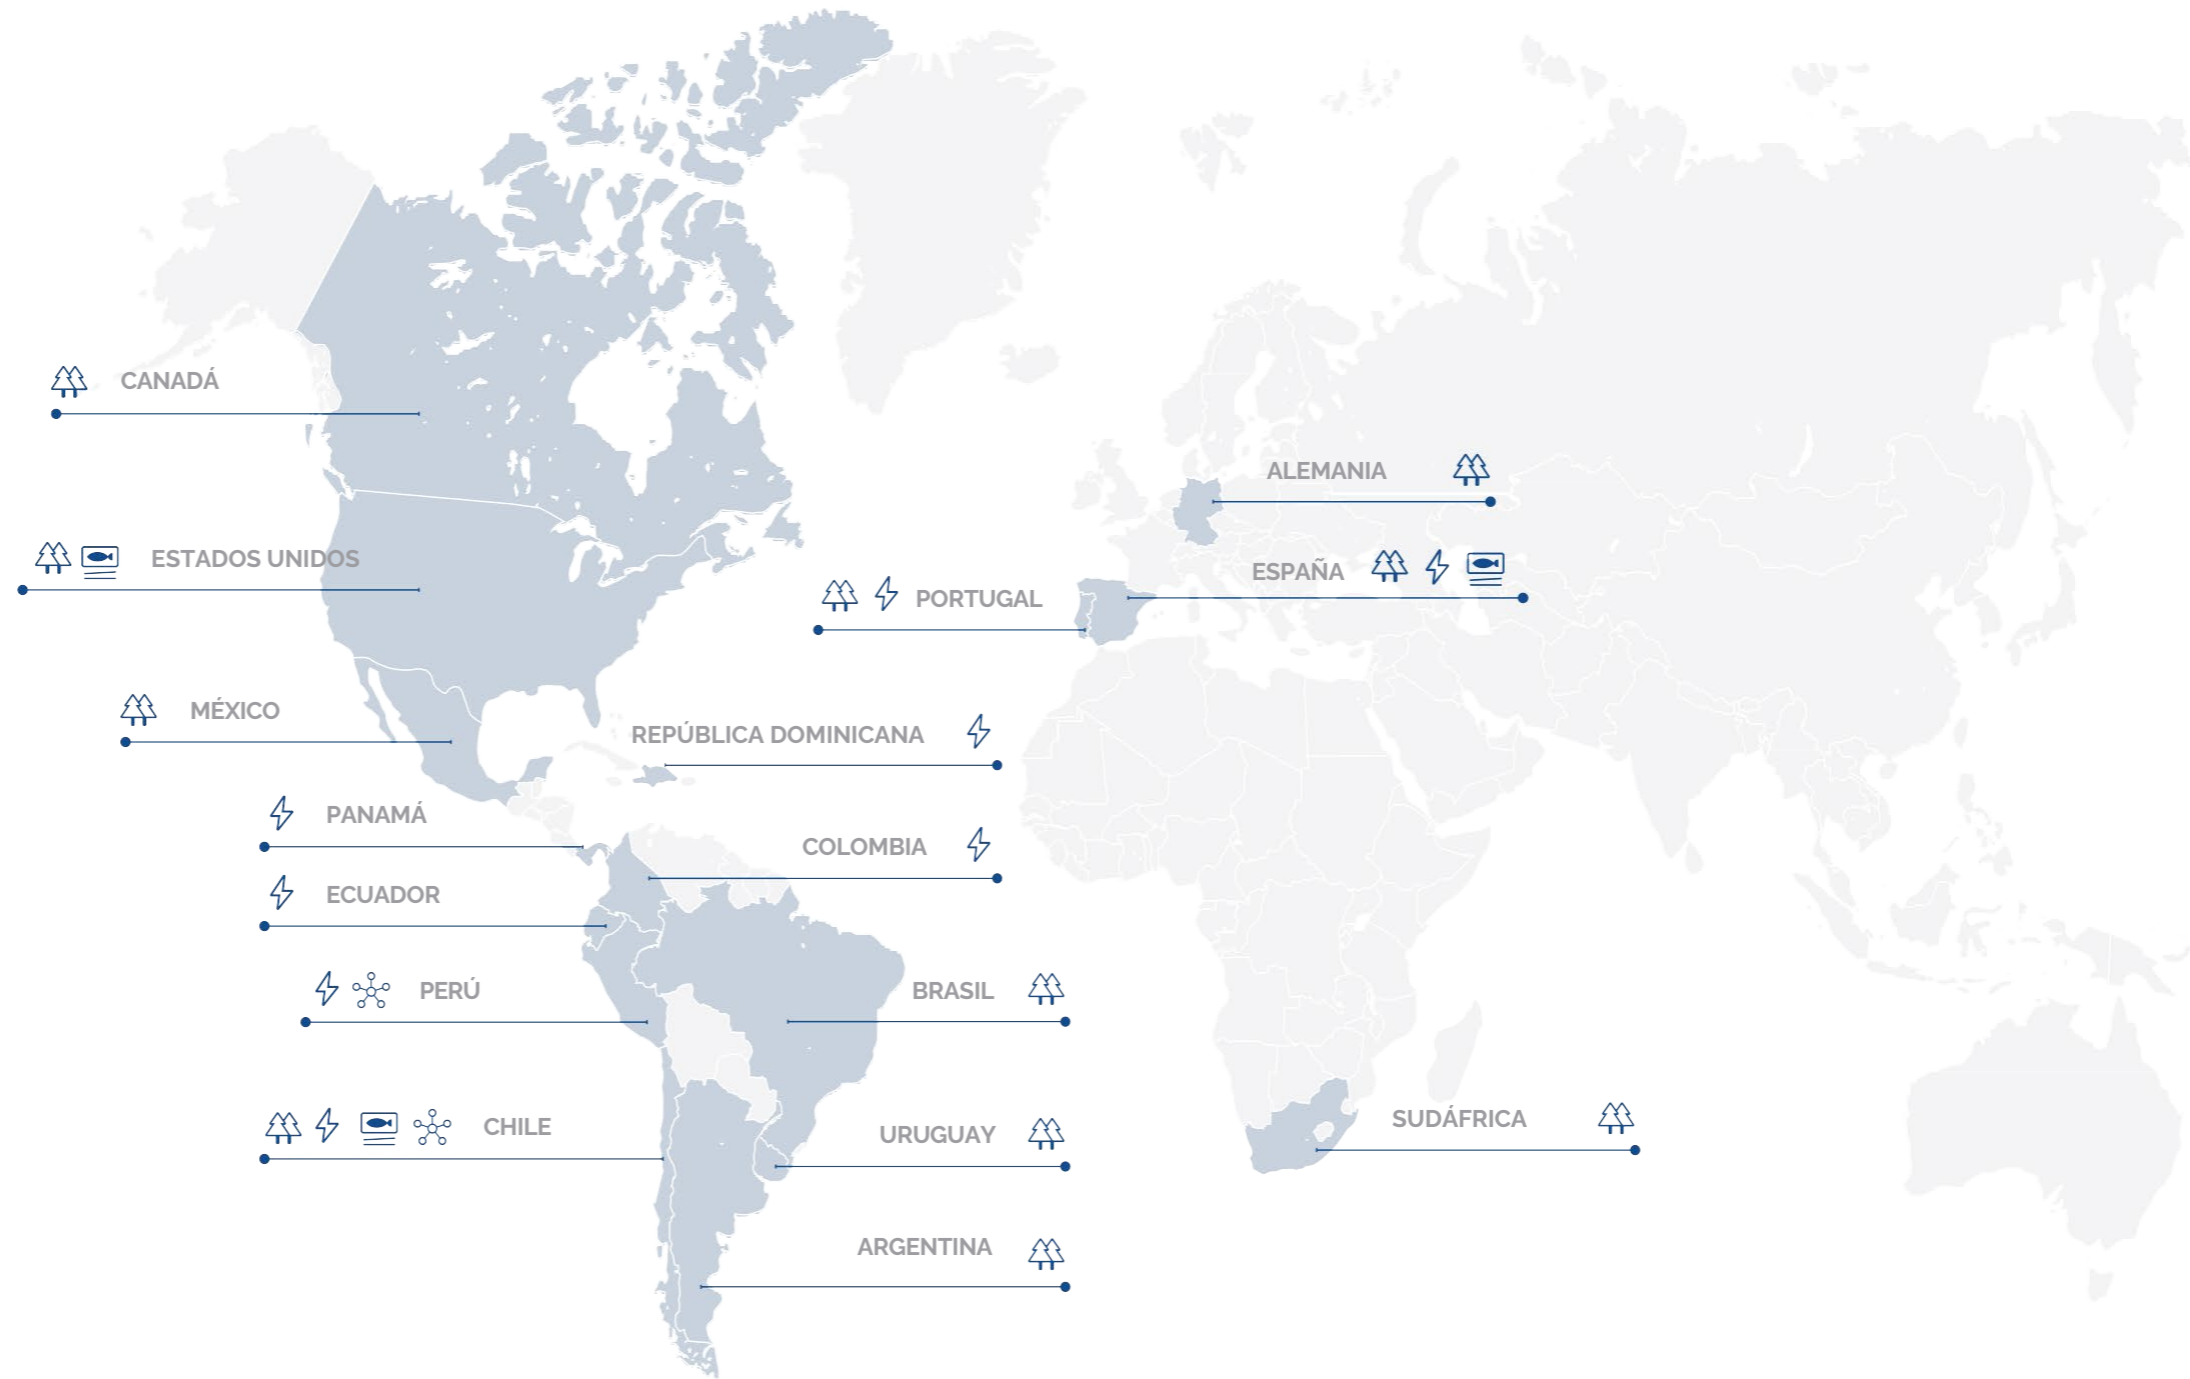 CANADÁ
ALEMANIA
ESTADOS UNIDOS
ESPAÑA
PORTUGAL
MÉXICO
REPÚBLICA DOMINICANA
PANAMÁ
COLOMBIA
ECUADOR
PERÚ
BRASIL
CHILE
URUGUAY
SUDÁFRICA
ARGENTINA